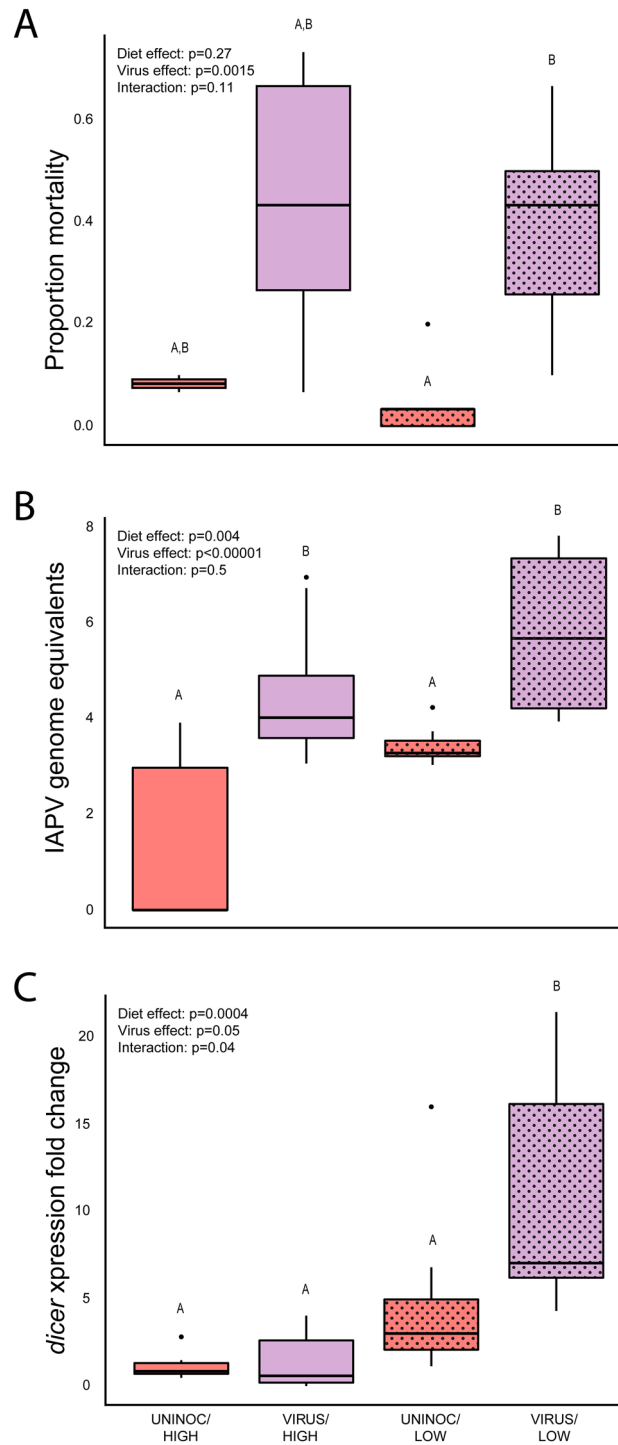 A
Diet effect: p=0.27
Virus effect: p=0.0015
Interaction: p=0.11
A,B
B
A,B
A
0.6
0.4
0.2
0.0
Proportion mortality
B
Diet effect: p=0.004
Virus effect: p<0.00001
Interaction: p=0.5
A
B
A
B
8
6
4
2
0
IAPV genome equivalents
C
Diet effect: p=0.0004
Virus effect: p=0.05
Interaction: p=0.04
A
A
A
B
20
15
10
5
0
dicer xpression fold change
UNINOC/
HIGH
VIRUS/
HIGH
UNINOC/
LOW
VIRUS/
LOW